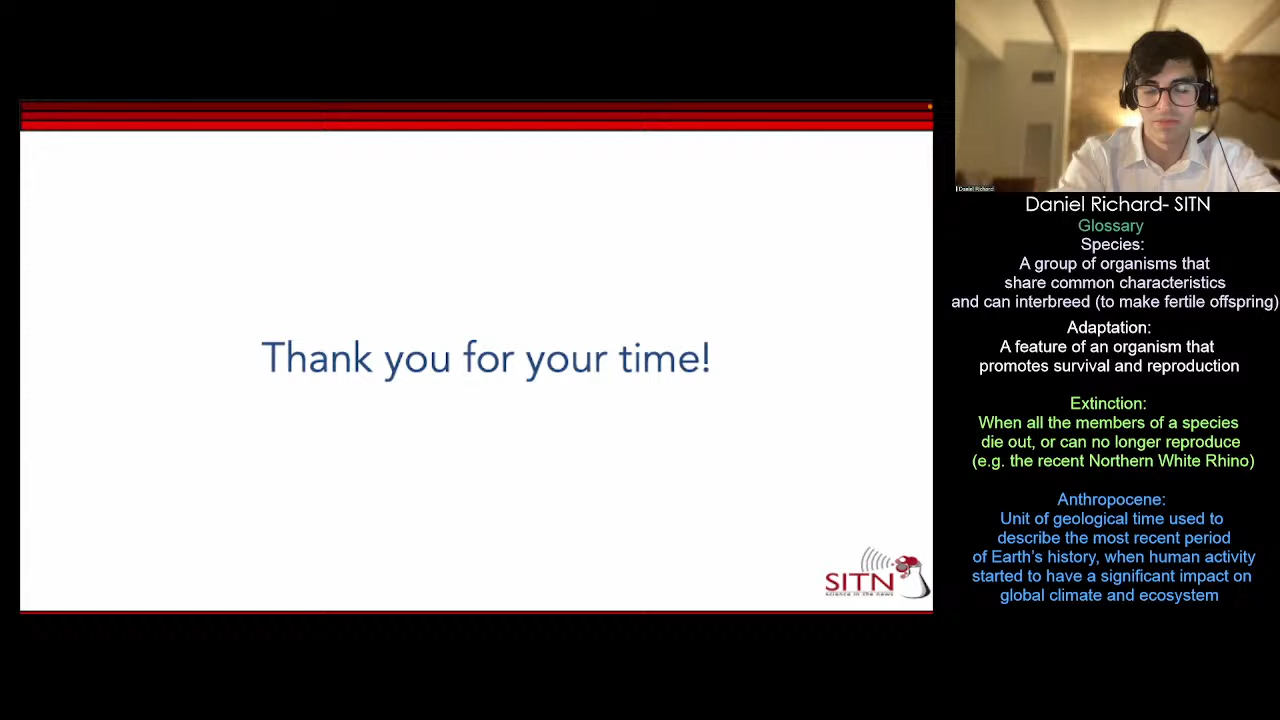 Thank you for your time!
SITN
science in the news
Daniel Richard
Daniel Richard- SITN
Glossary
Species:
A group of organisms that
share common characteristics
and can interbreed (to make fertile offspring)
Adaptation:
A feature of an organism that
promotes survival and reproduction
Extinction:
When all the members of a species
die out, or can no longer reproduce
(e.g. the recent Northern White Rhino)
Anthropocene:
Unit of geological time used to
describe the most recent period
of Earth's history, when human activity
started to have a significant impact on
global climate and ecosystem